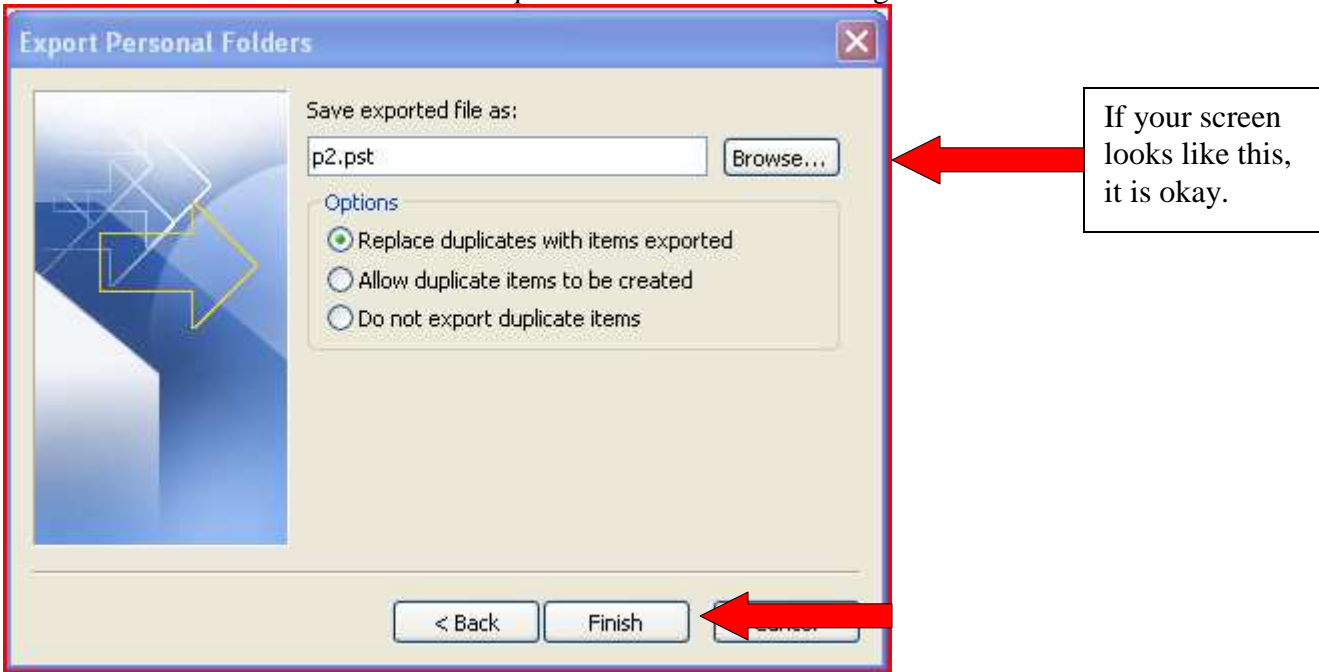 Export Personal Folders
Save exported file as:
p2.pst
Browse...
If your screen
looks like this,
it is okay.
Options
Replace duplicates with items exported
Allow duplicate items to be created
Do not export duplicate items
< Back
Finish